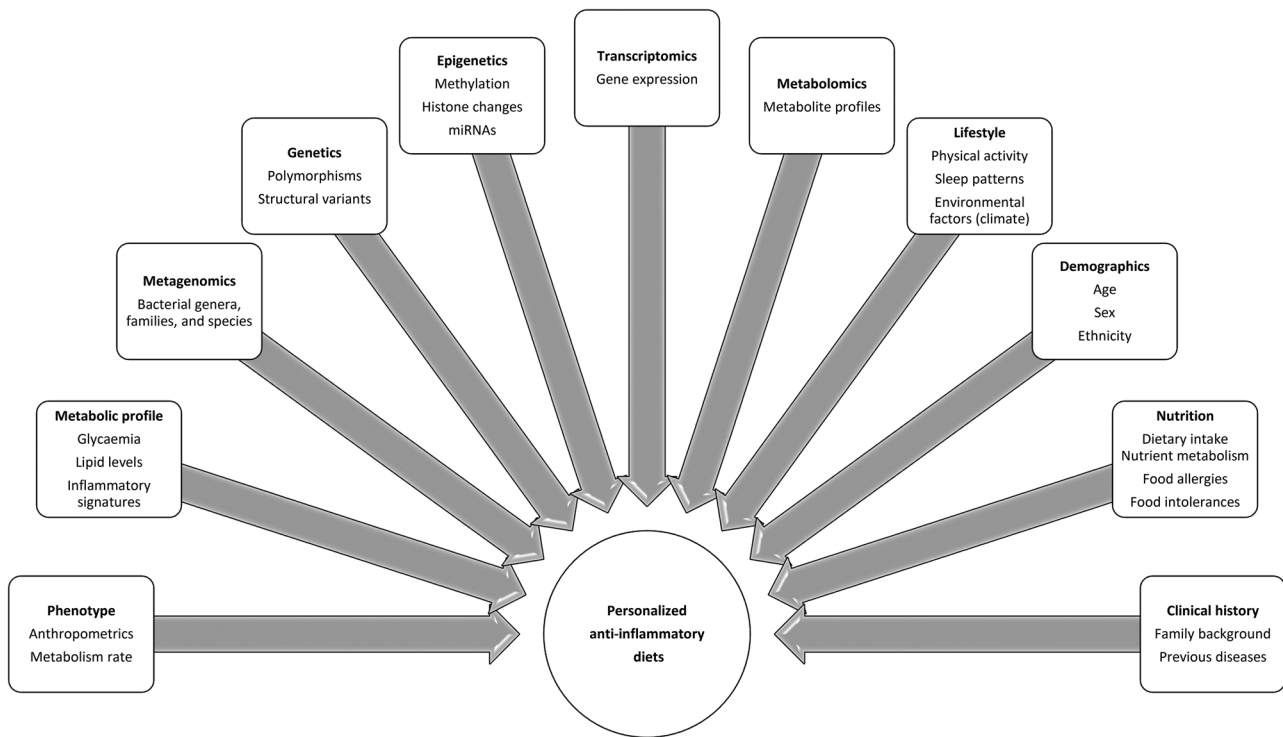 Transcriptomics
Gene expression
Epigenetics
Methylation
Histone changes
miRNAs
Metabolomics
Metabolite profiles
Genetics
Polymorphisms
Structural variants
Lifestyle
Physical activity
Sleep patterns
Environmental
factors (climate)
Metagenomics
Bacterial genera,
families, and species
Demographics
Age
Sex
Ethnicity
Metabolic profile
Glycaemia
Lipid levels
Inflammatory
signatures
Nutrition
Dietary intake
Nutrient metabolism
Food allergies
Food intolerances
Phenotype
Anthropometrics
Metabolism rate
Personalized
anti-inflammatory
diets
Clinical history
Family background
Previous diseases